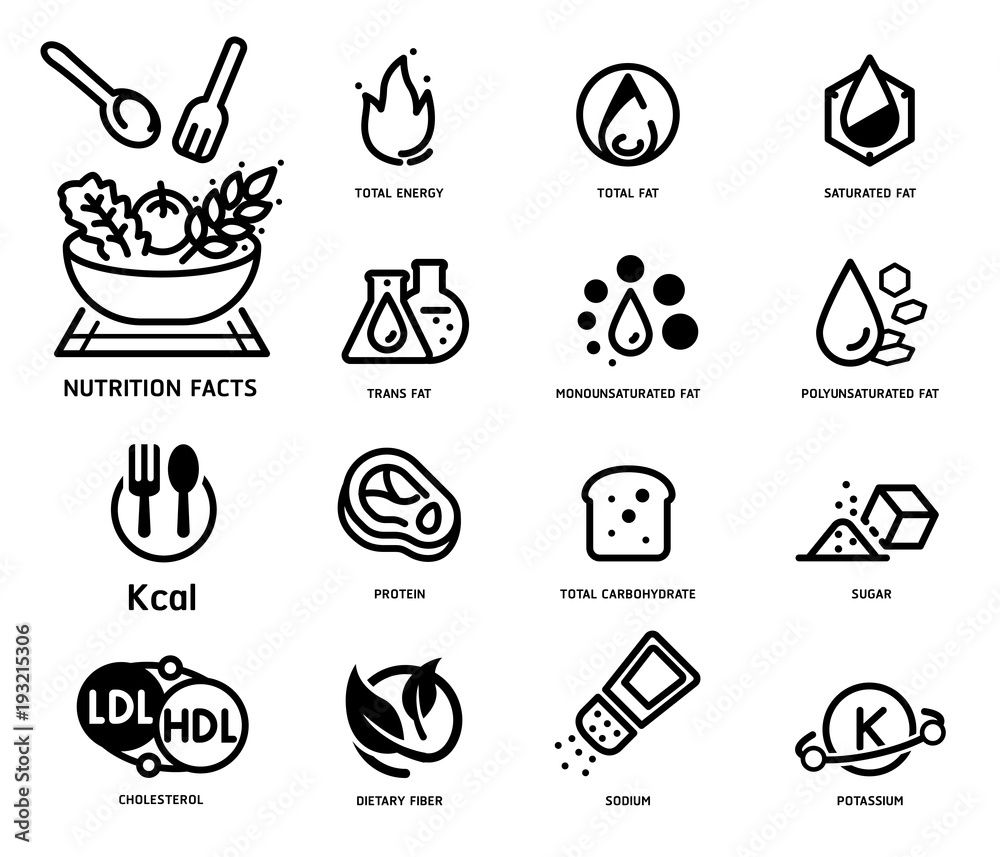 TOTAL ENERGY
TOTAL FAT
SATURATED FAT
NUTRITION FACTS
TRANS FAT
MONOUNSATURATED FAT
POLYUNSATURATED FAT
Kcal
PROTEIN
TOTAL CARBOHYDRATE
SUGAR
LDL
HDL
K
CHOLESTEROL
DIETARY FIBER
SODIUM
POTASSIUM
Adobe Stock | #193215306